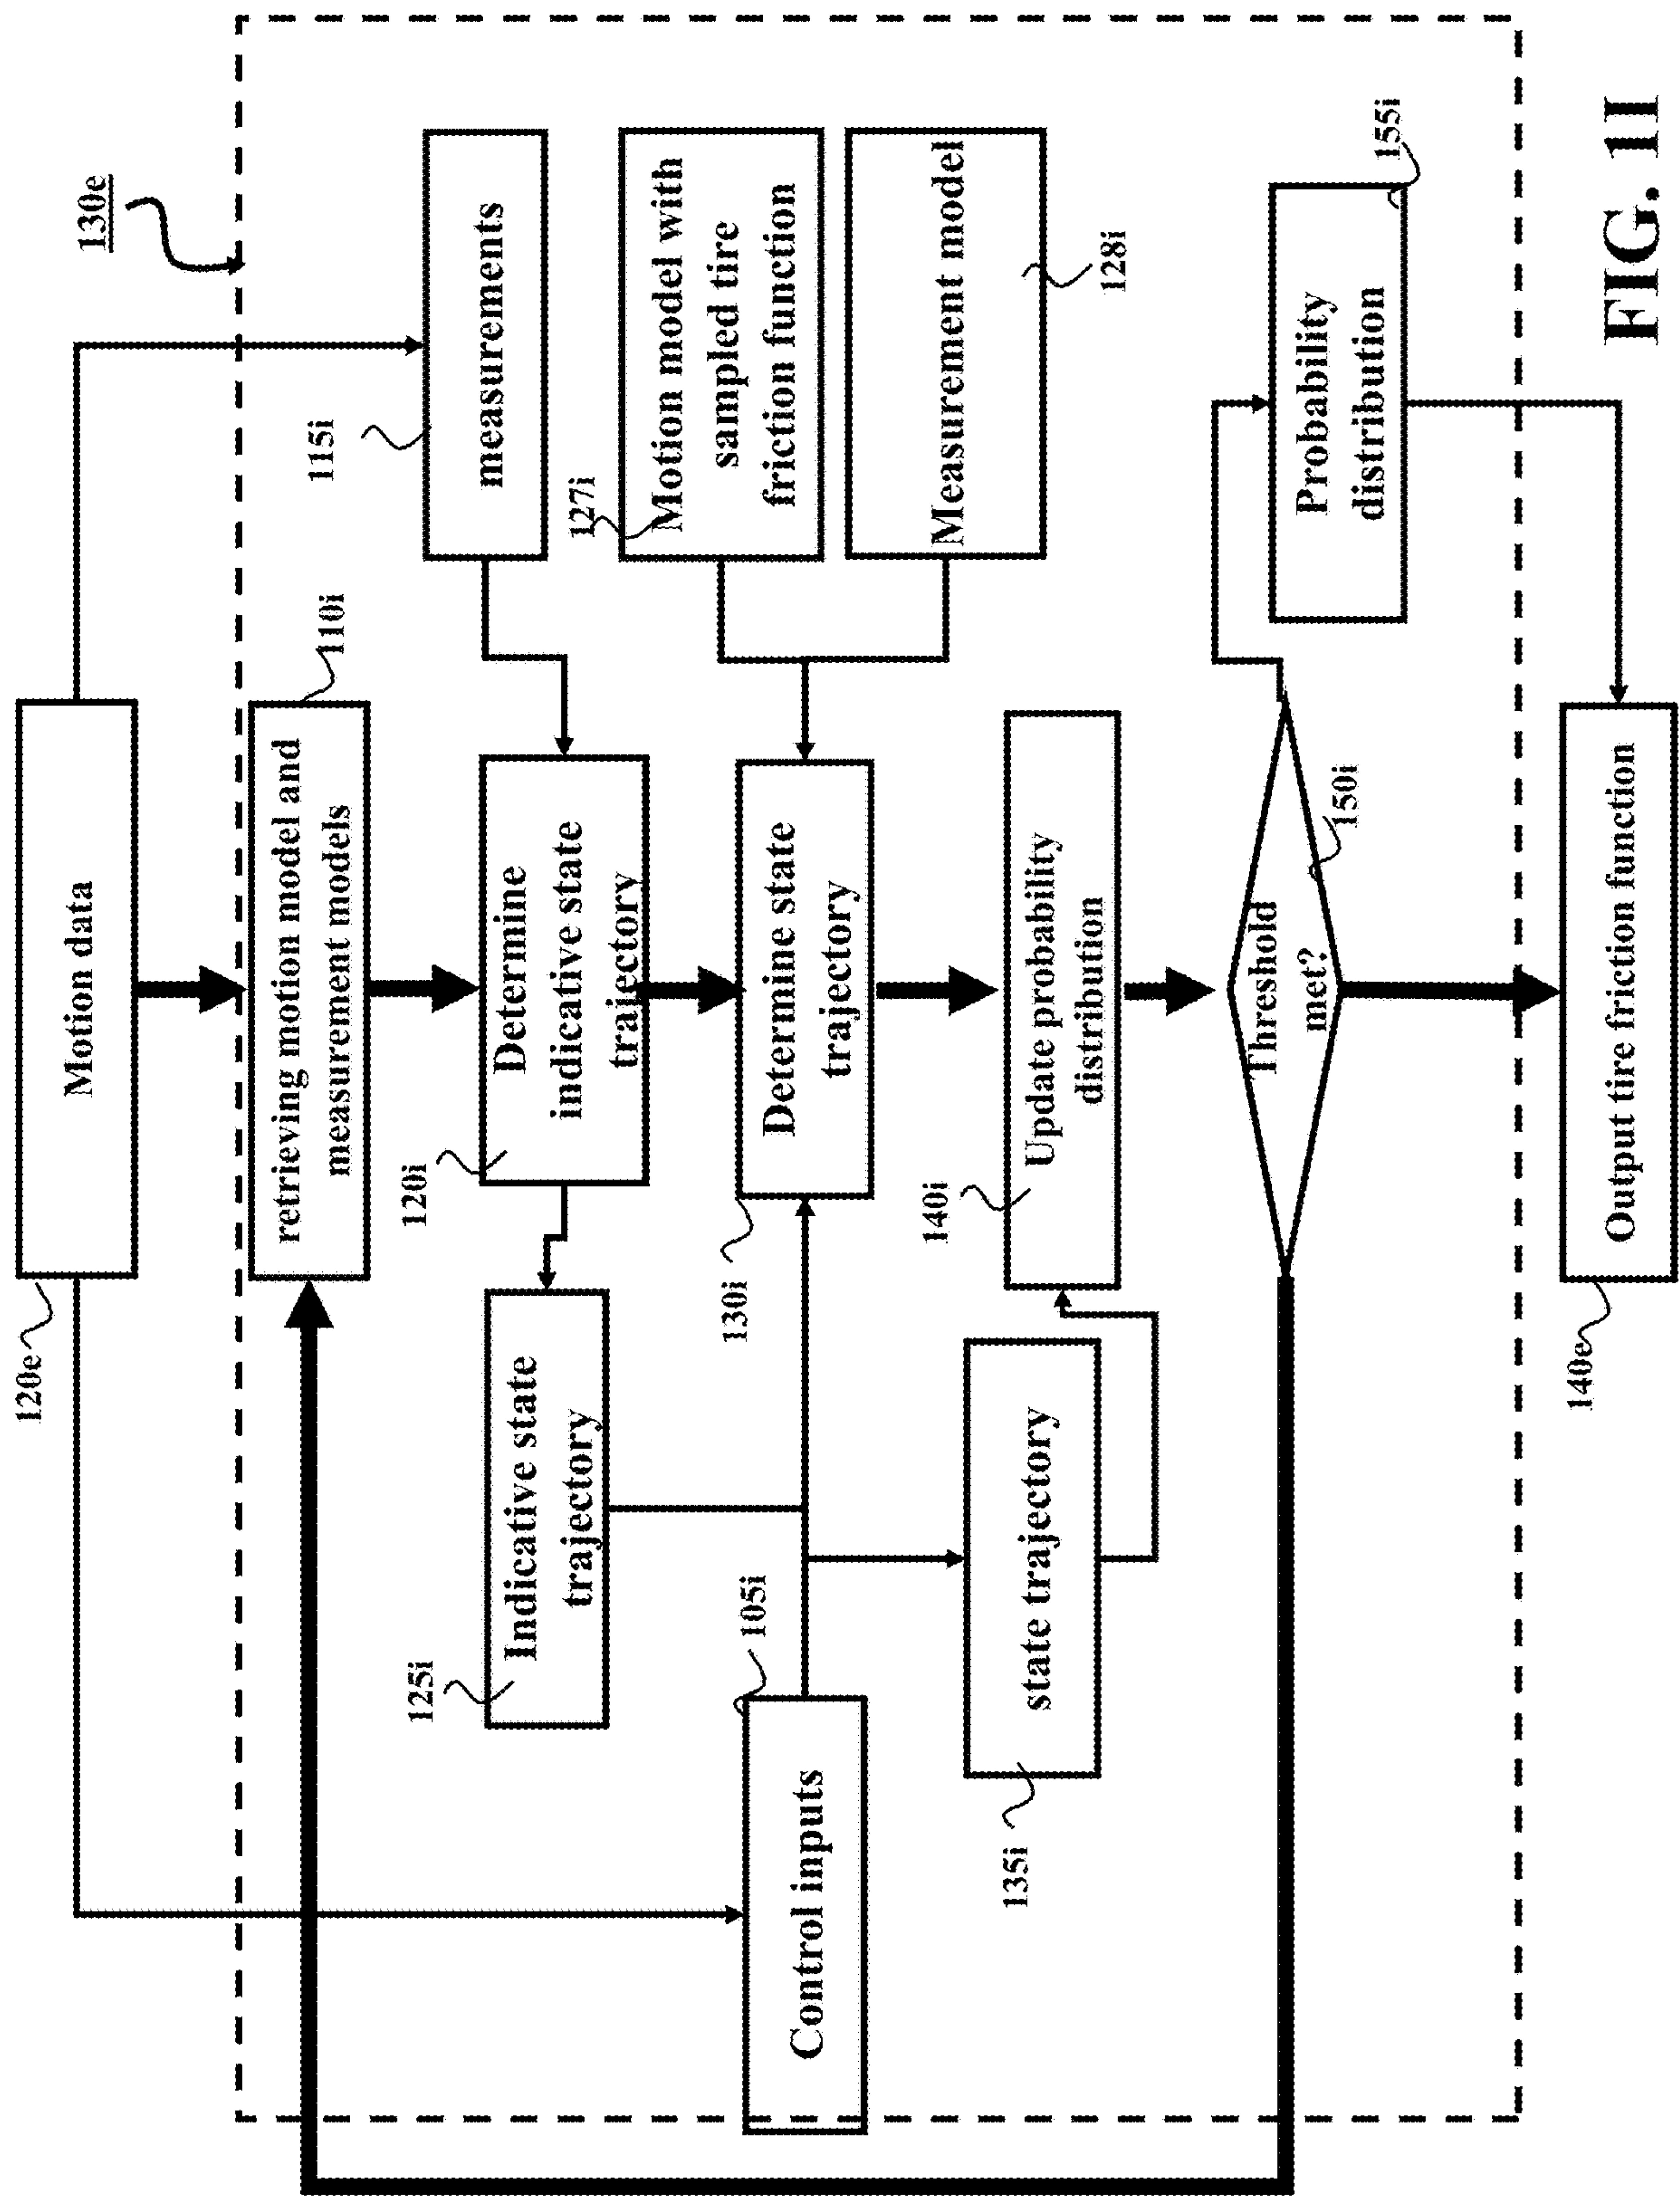 130e
120e
Motion data
retrieving motion model and
measurement models
110i
115i
measurements
120i
Determine
indicative state
trajectory
125i
Indicative state
trajectory
127i
Motion model with
sampled tire
friction function
Measurement model
128i
105i
Control inputs
130i
Determine state
trajectory
135i
state trajectory
140i
Update probability
distribution
Threshold
met?
150i
Probability
distribution
155i
140e
Output tire friction function
FIG. 1I